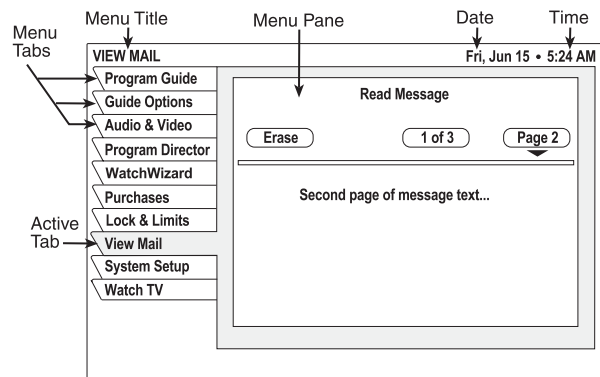 Menu Title
Menu Pane
Date
Time
Menu
Tabs
VIEW MAIL
Fri, Jun 15 • 5:24 AM
Program Guide
Guide Options
Audio & Video
Program Director
WatchWizard
Purchases
Lock & Limits
View Mail
System Setup
Watch TV
Active
Tab
Read Message
Erase
1 of 3
Page 2
Second page of message text...